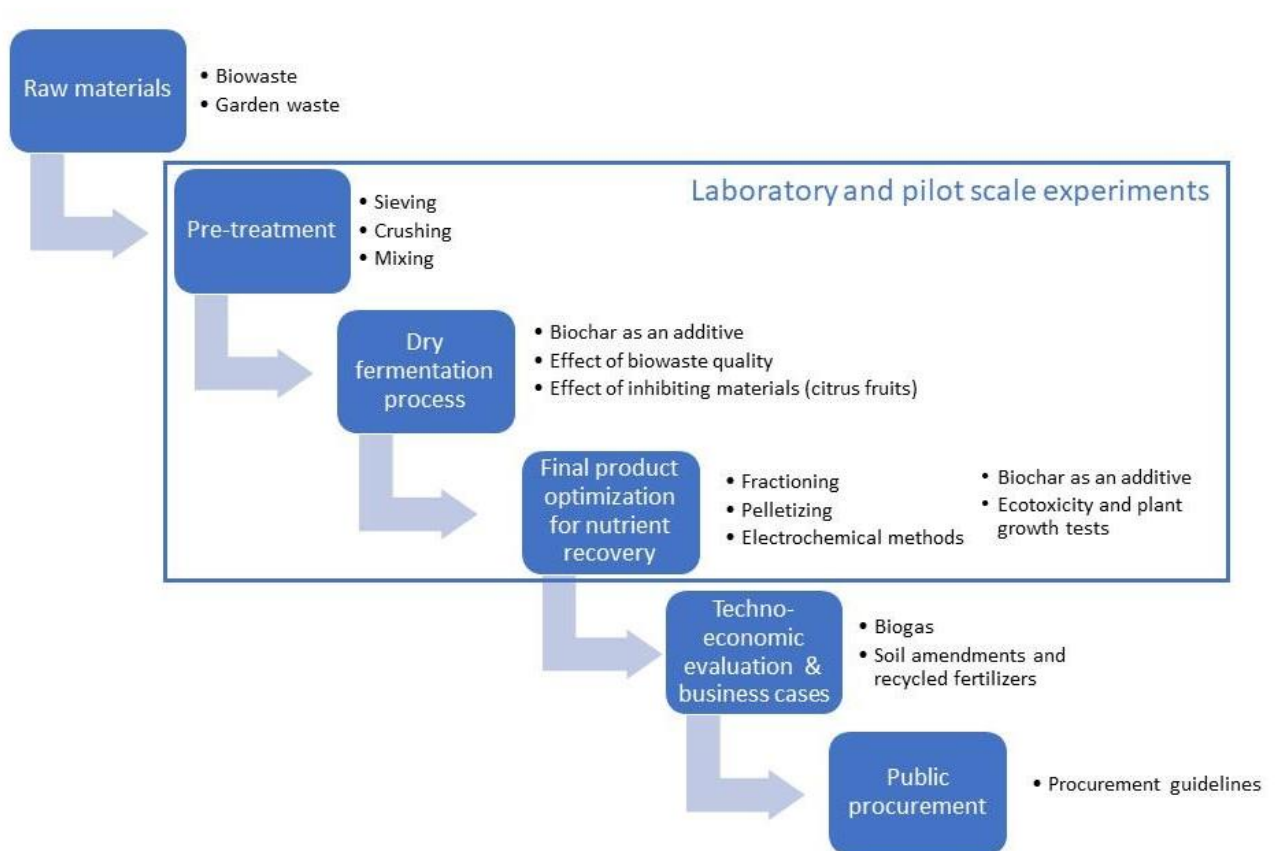 Raw materials
• Biowaste
• Garden waste
Laboratory and pilot scale experiments
Pre-treatment
• Sieving
• Crushing
• Mixing
Dry
fermentation
process
• Biochar as an additive
• Effect of biowaste quality
• Effect of inhibiting materials (citrus fruits)
Final product
optimization
for nutrient
recovery
• Fractioning
• Pelletizing
• Electrochemical methods
• Biochar as an additive
• Ecotoxicity and plant
growth tests
Techno-
economic
evaluation &
business cases
• Biogas
• Soil amendments and
recycled fertilizers
Public
procurement
• Procurement guidelines